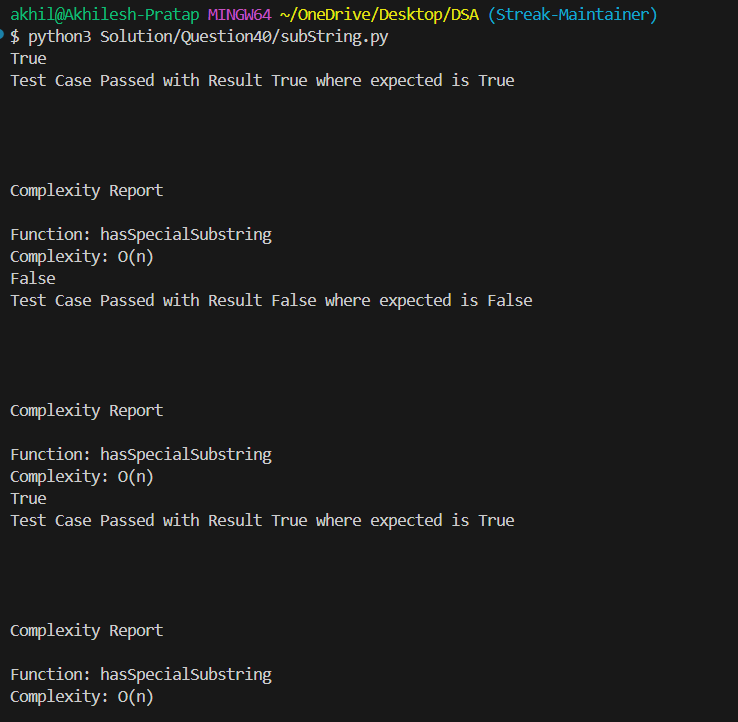 akhil@Akhilesh-Pratap MINGW64 ~/OneDrive/Desktop/DSA (Streak-Maintainer)
$ python3 Solution/Question40/subString.py
True
Test Case Passed with Result True where expected is True
Complexity Report
Function: hasSpecialSubstring
Complexity: O(n)
False
Test Case Passed with Result False where expected is False
Complexity Report
Function: hasSpecialSubstring
Complexity: O(n)
True
Test Case Passed with Result True where expected is True
Complexity Report
Function: hasSpecialSubstring
Complexity: O(n)